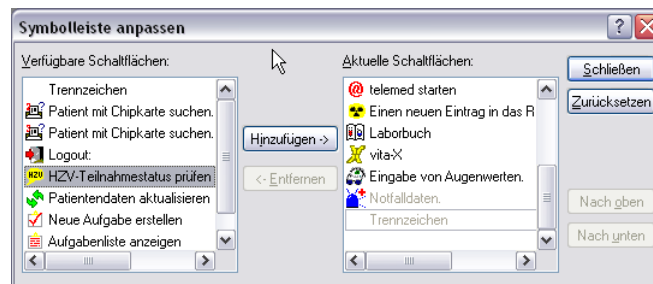 Symbolleiste anpassen
Verfügbare Schaltflächen:
Trennzeichen
Patient mit Chipkarte suchen.
Patient mit Chipkarte suchen.
Logout:
HZV HZV-Teilnahmestatus prüfen
Patientendaten aktualisieren
Neue Aufgabe erstellen
Aufgabenliste anzeigen
Hinzufügen ->
<- Entfernen
Aktuelle Schaltflächen:
@ telemed starten
Einen neuen Eintrag in das R
Laborbuch
vita-X
Eingabe von Augenwerten.
Notfalldaten.
Trennzeichen
Schließen
Zurücksetzen
Nach oben
Nach unten